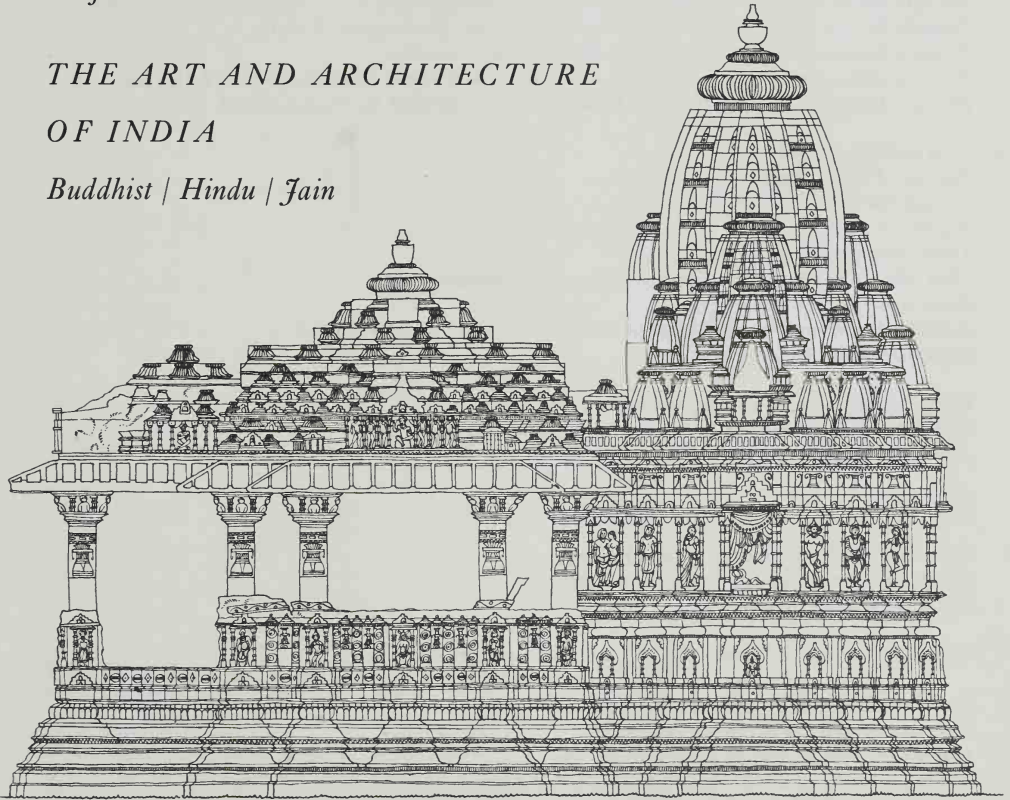 THE ART AND ARCHITECTURE
OF INDIA
Buddhist | Hindu | Jain